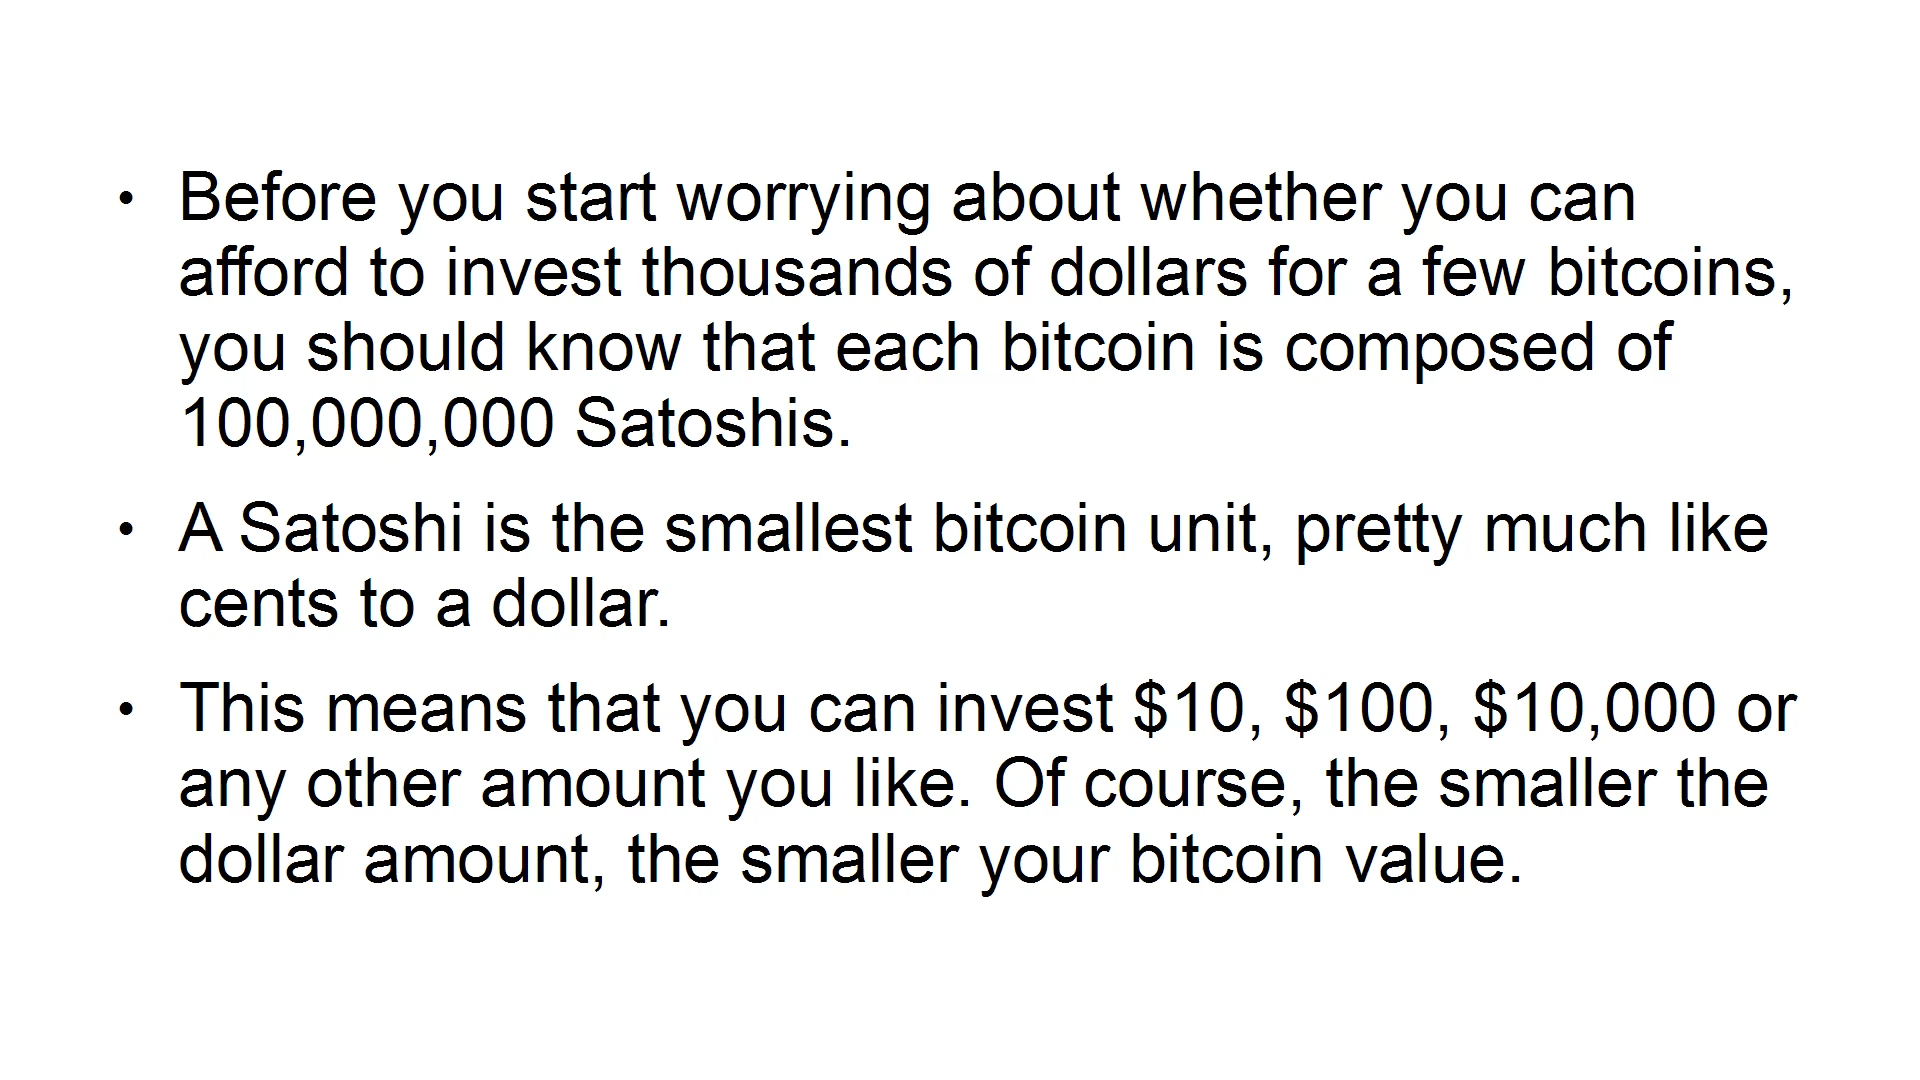 • Before you start worrying about whether you can
afford to invest thousands of dollars for a few bitcoins,
you should know that each bitcoin is composed of
100,000,000 Satoshis.
• A Satoshi is the smallest bitcoin unit, pretty much like
cents to a dollar.
• This means that you can invest $10, $100, $10,000 or
any other amount you like. Of course, the smaller the
dollar amount, the smaller your bitcoin value.